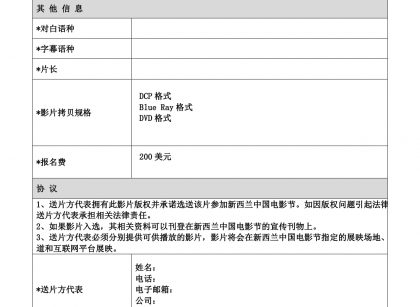 其 他 信 息
*对白语种
*字幕语种
*片长
*影片拷贝规格
DCP 格式
Blue Ray格式
DVD 格式
*报名费
200 美元
协 议
1、送片方代表拥有此影片版权并承诺选送该片参加新西兰中国电影节。如因版权问题引起法律
送片方代表承担相关法律责任。
2、如果影片入选，其相关资料可以刊登在新西兰中国电影节的宣传刊物上。
3、送片方代表必须分别提供可供播放的影片，影片将会在新西兰中国电影节指定的展映场地、
道和互联网平台展映。
*送片方代表
姓名：
电话：
电子邮箱：
公司：